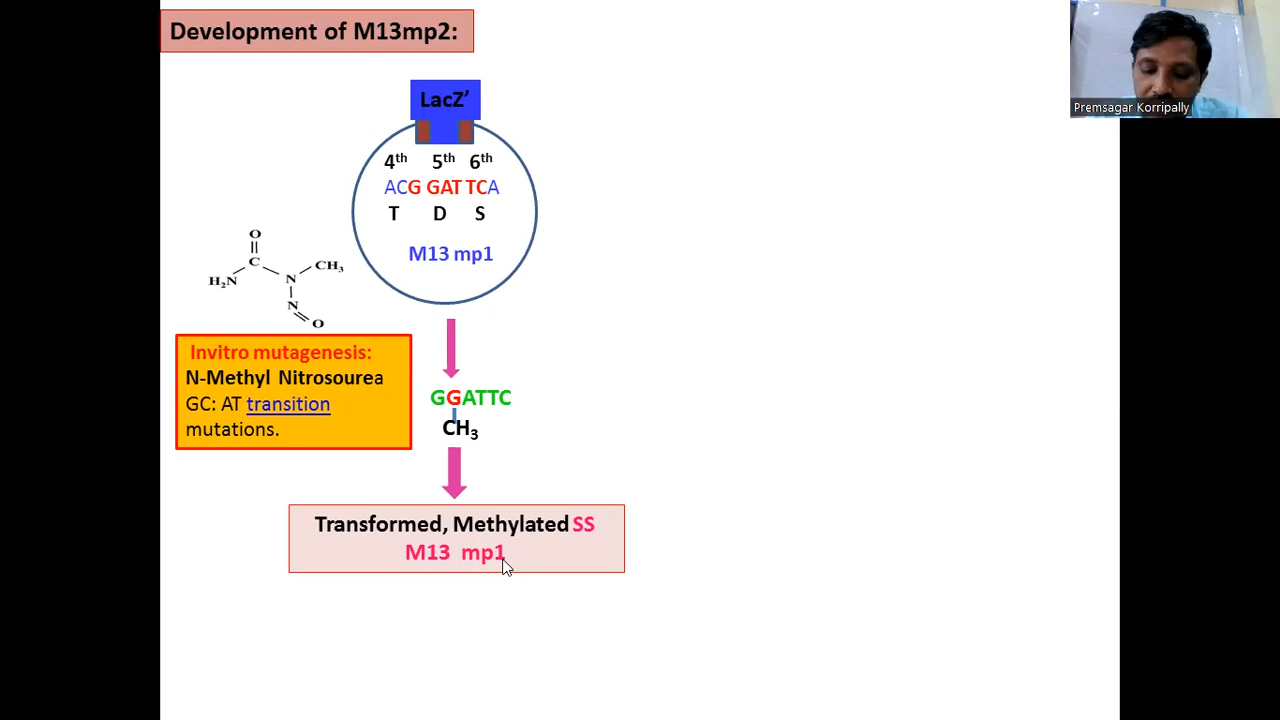 Development of M13mp2:
Premsagar Korripally
LacZ’
4th 5th 6th
ACG GAT TCA
T D S
M13 mp1
O
C
CH3
H2N
N
N
O
Invitro mutagenesis:
N-Methyl Nitrosourea
GC: AT transition
mutations.
GGATTC
CH3
Transformed, Methylated SS
M13 mp1